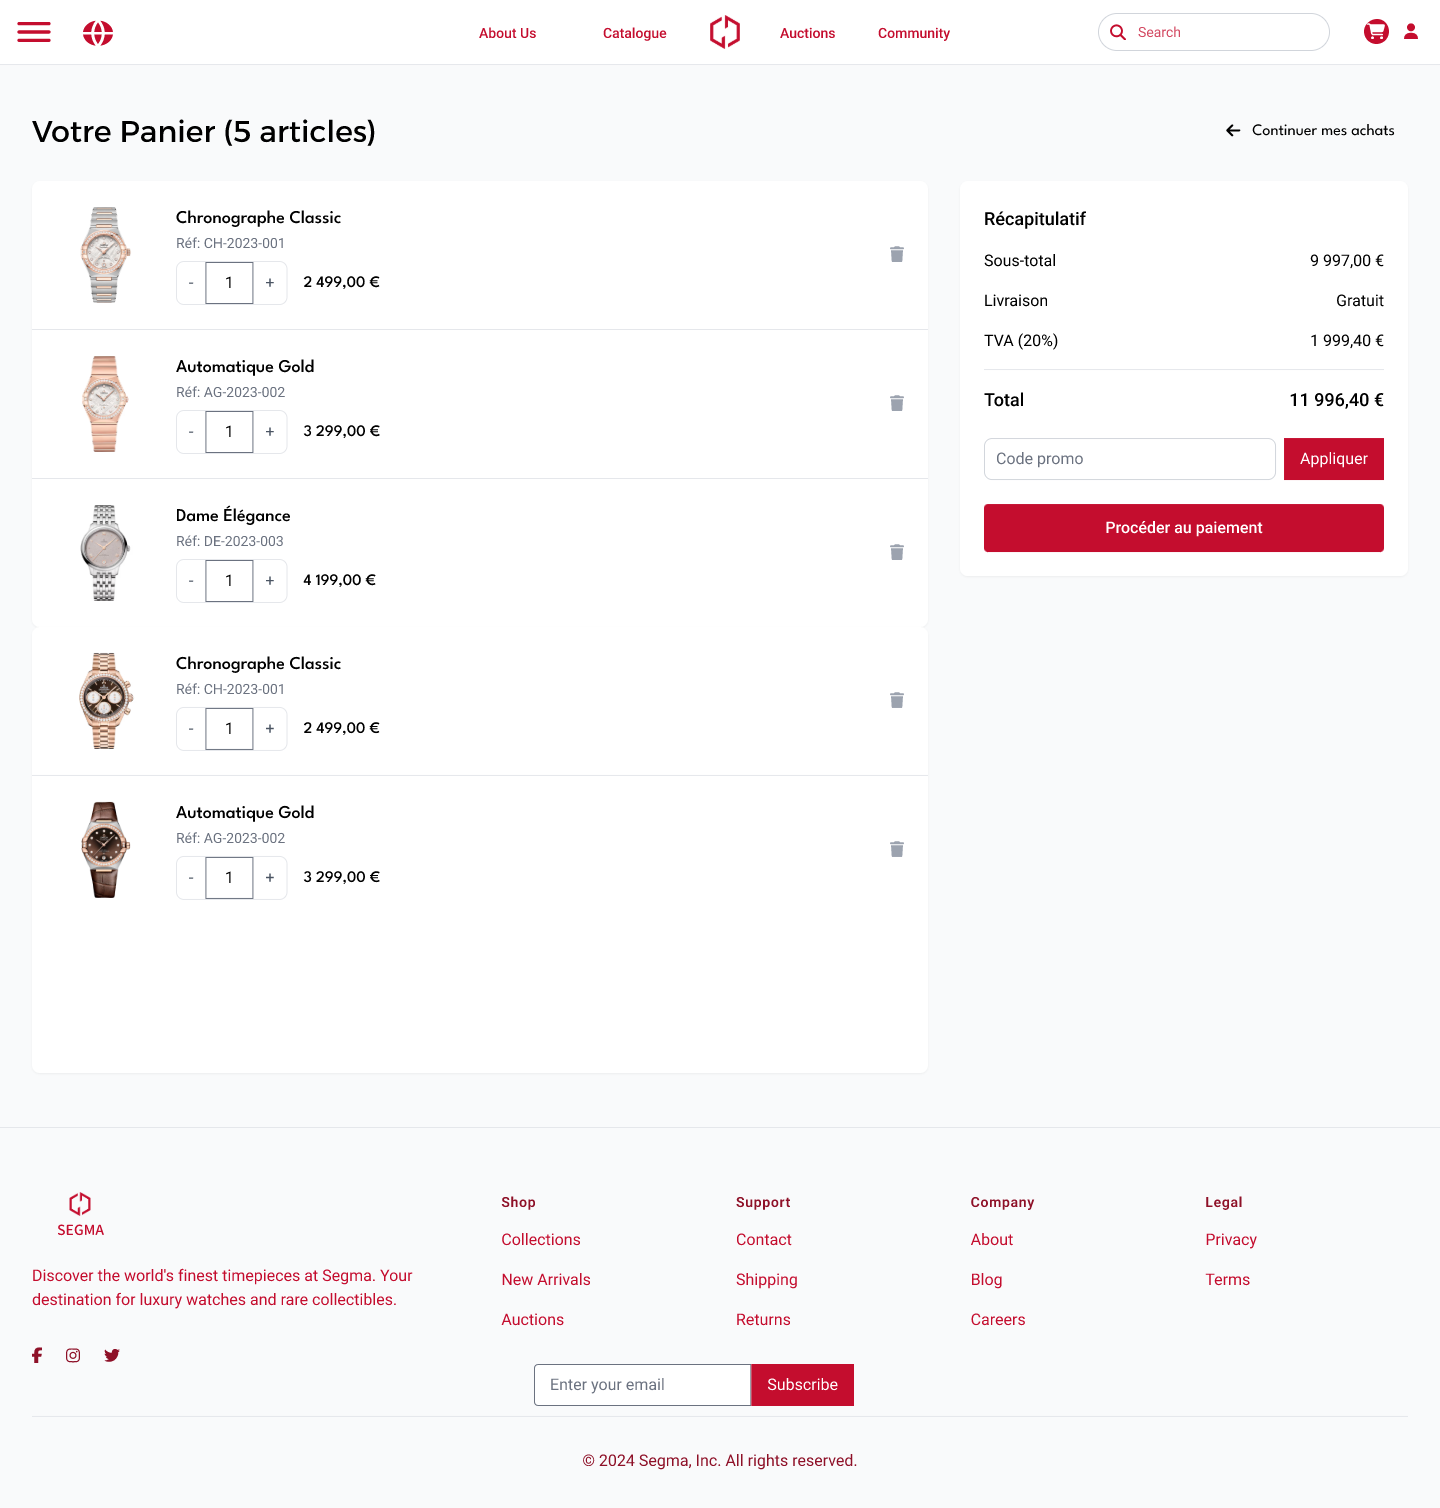 About Us
Catalogue
Auctions
Community
Search
Votre Panier (5 articles)
Continuer mes achats
Chronographe Classic
Réf: CH-2023-001
- 1 + 2 499,00 €
Automatique Gold
Réf: AG-2023-002
- 1 + 3 299,00 €
Dame Élégance
Réf: DE-2023-003
- 1 + 4 199,00 €
Chronographe Classic
Réf: CH-2023-001
- 1 + 2 499,00 €
Automatique Gold
Réf: AG-2023-002
- 1 + 3 299,00 €
Récapitulatif
Sous-total 9 997,00 €
Livraison Gratuit
TVA (20%) 1 999,40 €
Total 11 996,40 €
Code promo Appliquer
Procéder au paiement
SEGMA
Discover the world's finest timepieces at Segma. Your
destination for luxury watches and rare collectibles.
Shop
Collections
New Arrivals
Auctions
Support
Contact
Shipping
Returns
Company
About
Blog
Careers
Legal
Privacy
Terms
Enter your email Subscribe
© 2024 Segma, Inc. All rights reserved.